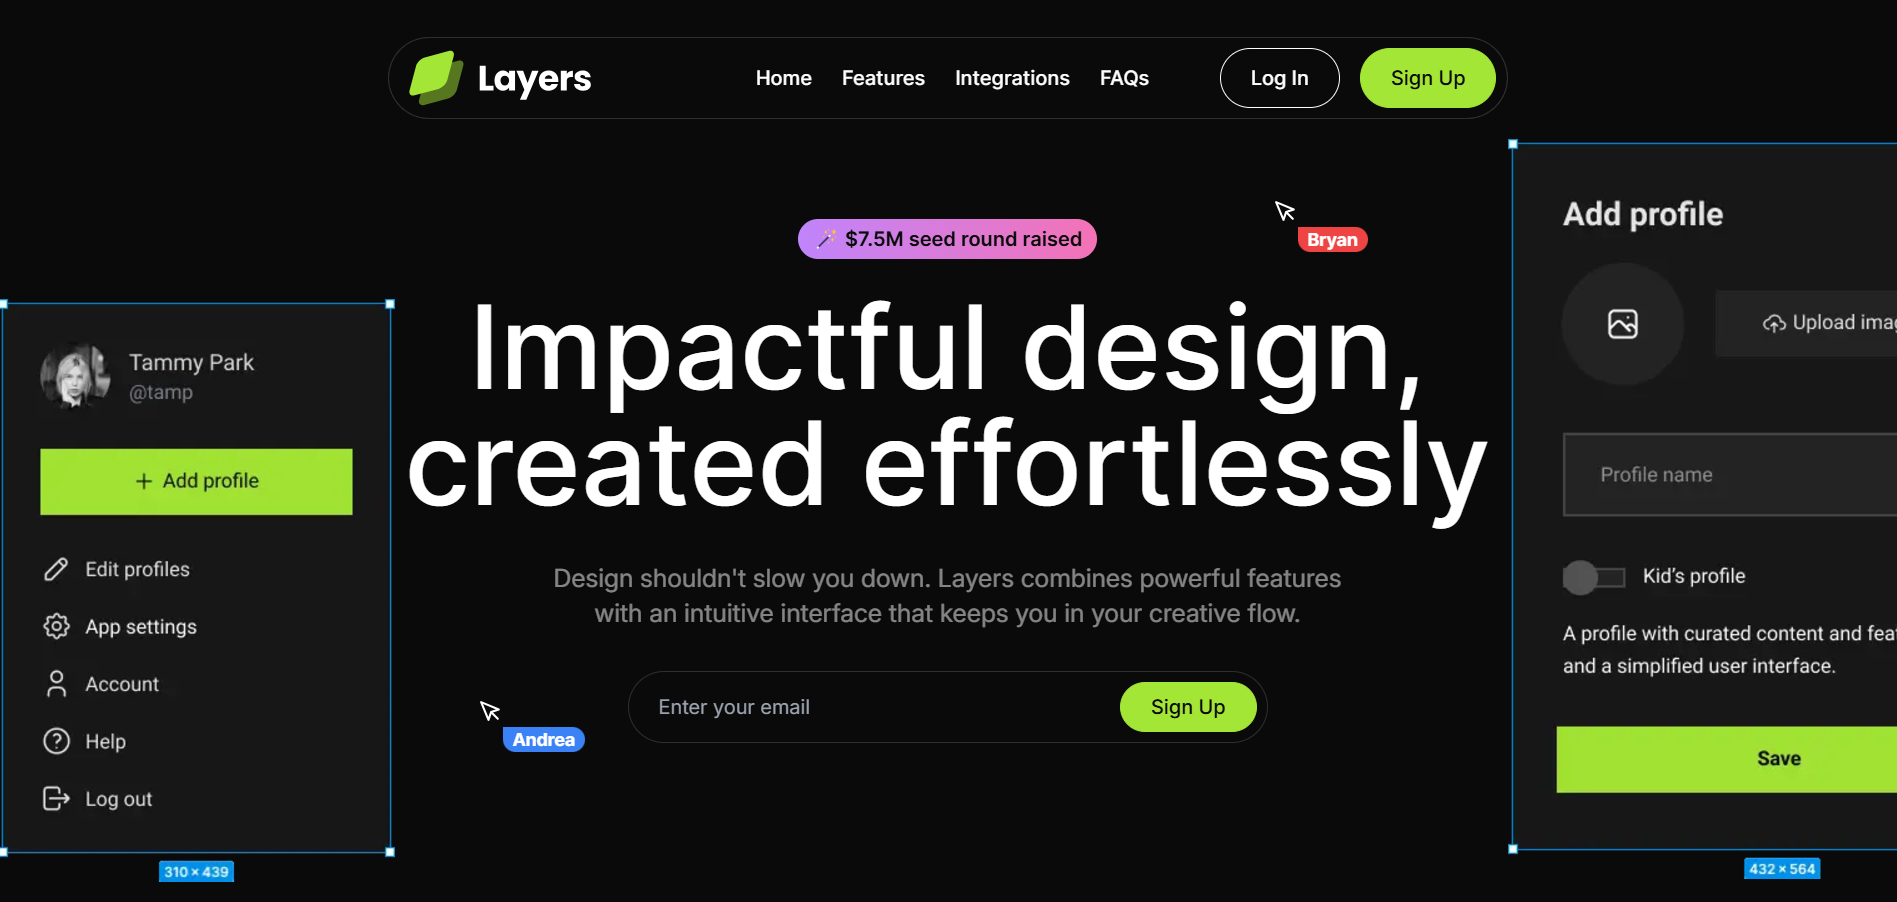 Layers
Home
Features
Integrations
FAQs
Log In
Sign Up
$7.5M seed round raised
Bryan
Impactful design,
created effortlessly
Design shouldn't slow you down. Layers combines powerful features
with an intuitive interface that keeps you in your creative flow.
Enter your email
Sign Up
Andrea
Tammy Park
@tamp
+ Add profile
Edit profiles
App settings
Account
Help
Log out
310 × 439
Add profile
Upload imag
Profile name
Kid’s profile
A profile with curated content and feat
and a simplified user interface.
Save
432 × 564